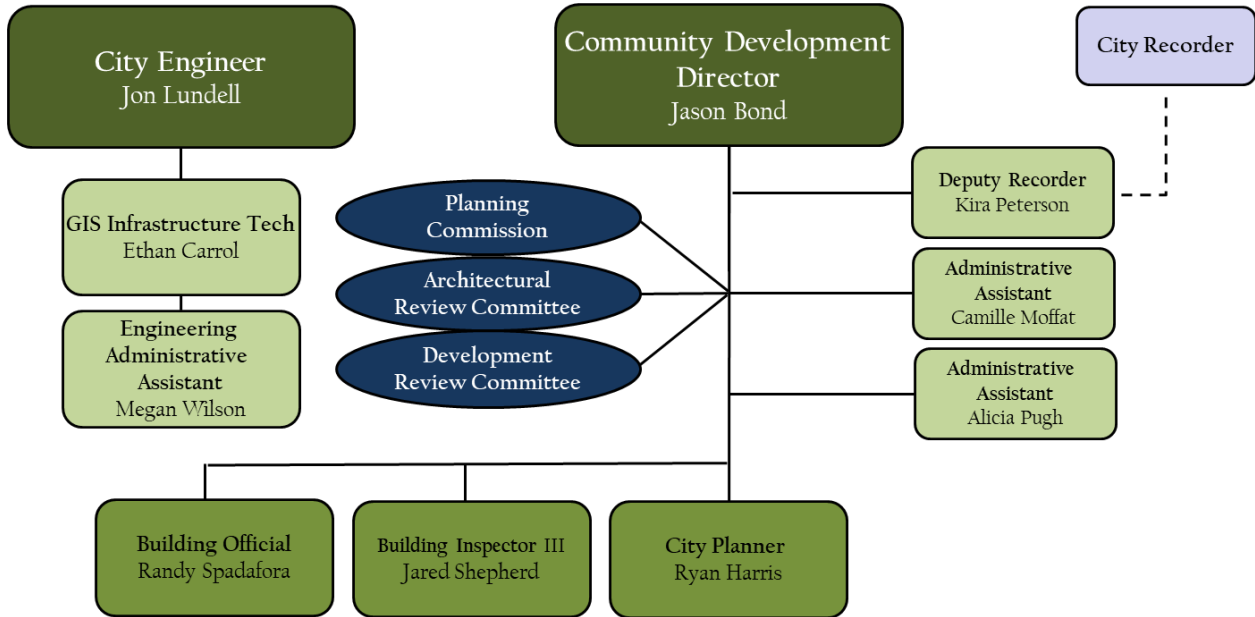 City Engineer
Jon Lundell
Community Development
Director
Jason Bond
City Recorder
GIS Infrastructure Tech
Ethan Carrol
Engineering
Administrative
Assistant
Megan Wilson
Planning
Commission
Architectural
Review Committee
Development
Review Committee
Deputy Recorder
Kira Peterson
Administrative
Assistant
Camille Moffat
Administrative
Assistant
Alicia Pugh
Building Official
Randy Spadafora
Building Inspector III
Jared Shepherd
City Planner
Ryan Harris